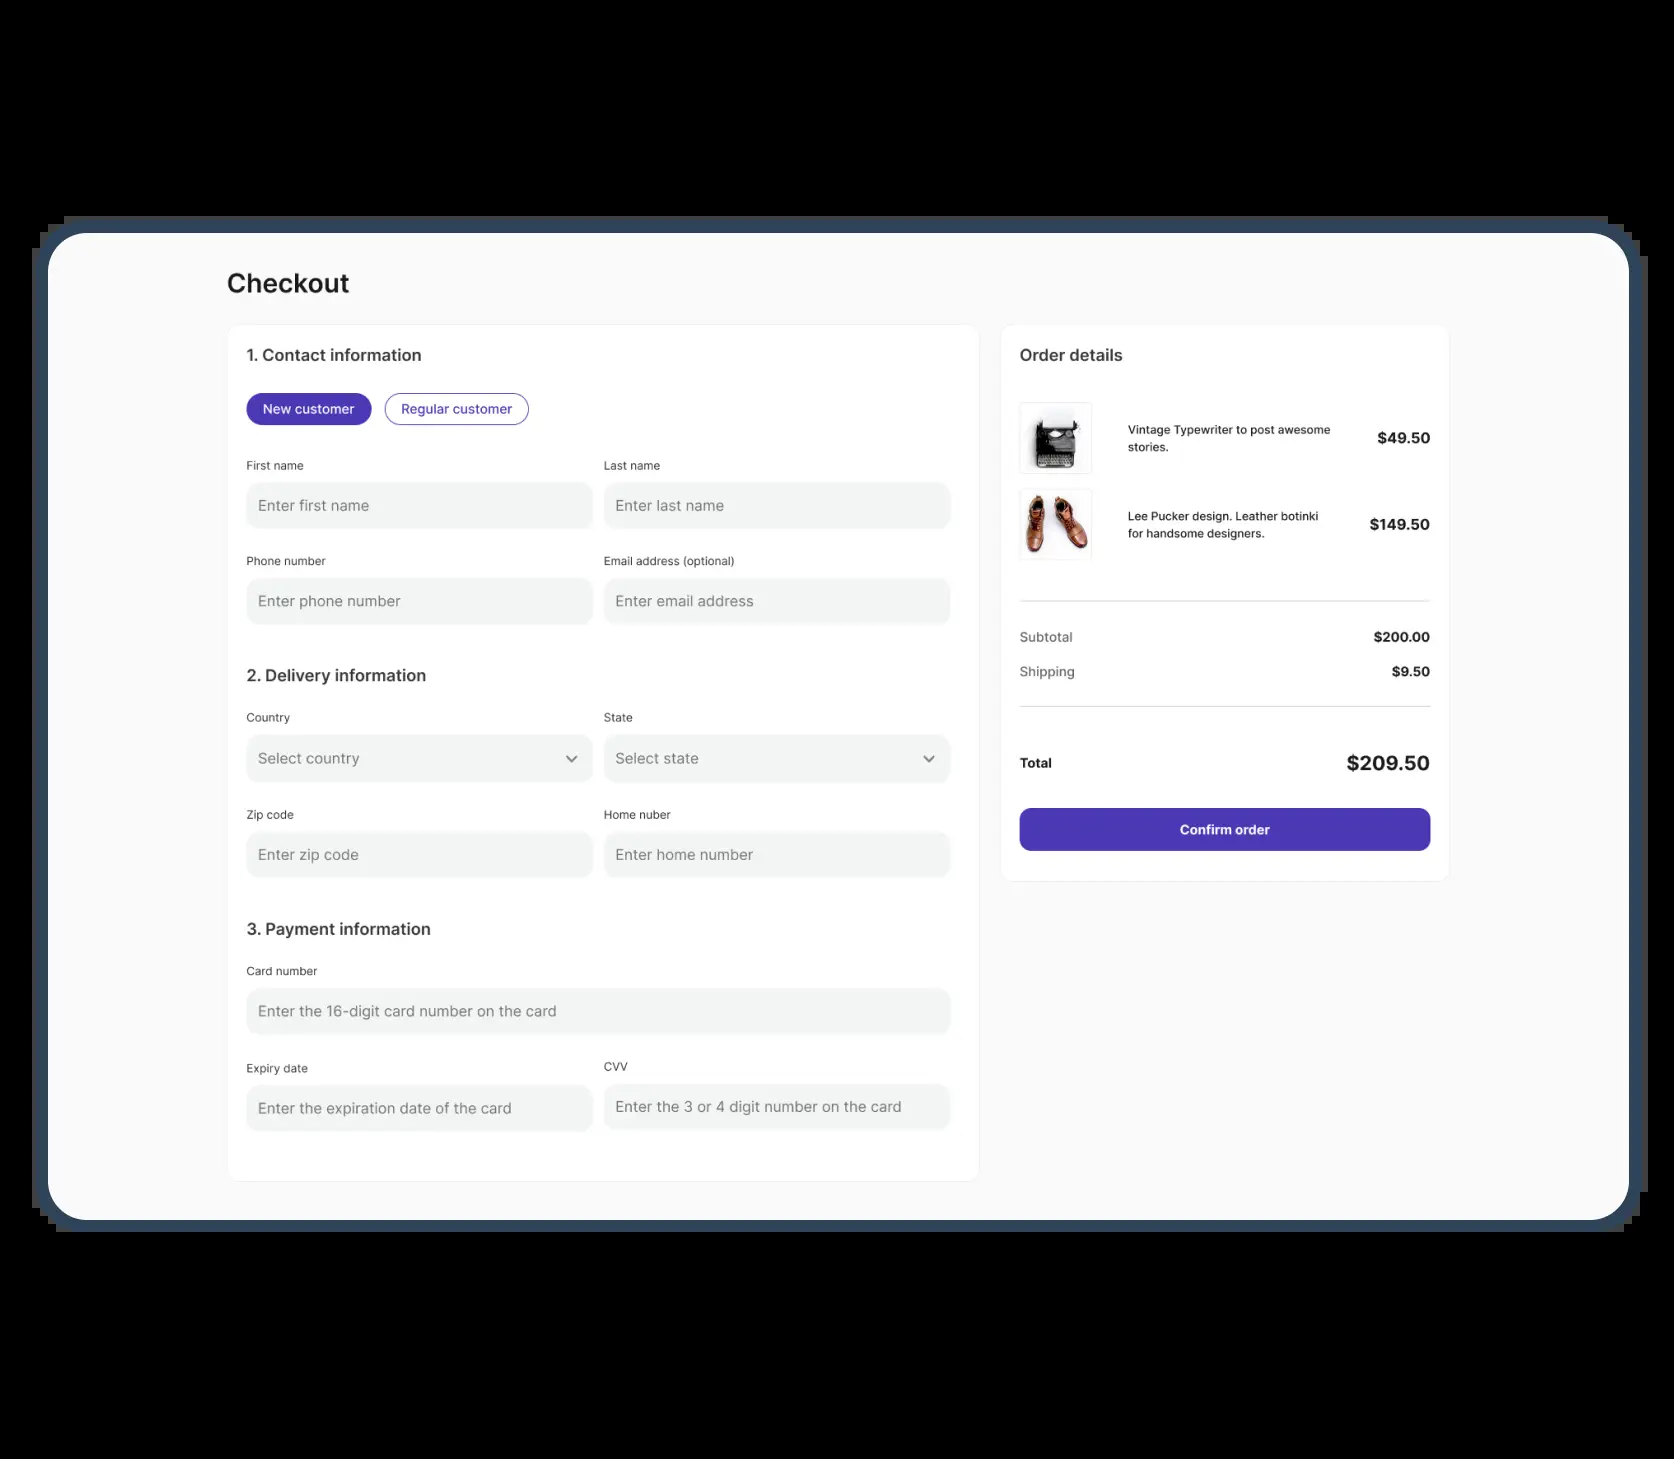 Checkout
1. Contact information
New customer
Regular customer
First name
Last name
Enter first name
Enter last name
Phone number
Email address (optional)
Enter phone number
Enter email address
2. Delivery information
Country
State
Select country
Select state
Zip code
Home nuber
Enter zip code
Enter home number
3. Payment information
Card number
Enter the 16-digit card number on the card
Expiry date
CVV
Enter the expiration date of the card
Enter the 3 or 4 digit number on the card
Order details
Vintage Typewriter to post awesome
stories.
$49.50
Lee Pucker design. Leather botinki
for handsome designers.
$149.50
Subtotal
$200.00
Shipping
$9.50
Total
$209.50
Confirm order